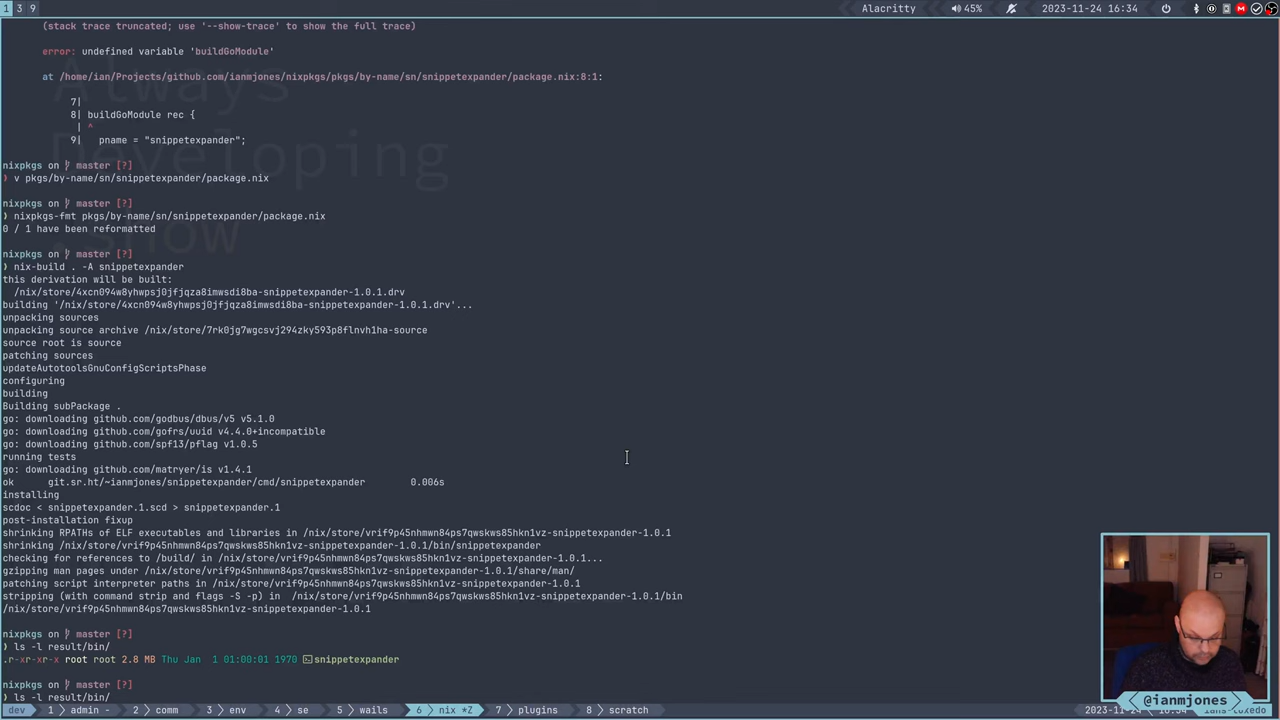 1 3 9 Alacritty 45% 2023-11-24 16:34
(stack trace truncated; use '--show-trace' to show the full trace)
error: undefined variable 'buildGoModule'
at /home/ian/Projects/github.com/ianmjones/nixpkgs/pkgs/by-name/sn/snippetexpander/package.nix:8:1:
Always
7|
8| buildGoModule rec {
| ^
9| pname = "snippetexpander";
Developing
nixpkgs on master [?]
❯ v pkgs/by-name/sn/snippetexpander/package.nix
nixpkgs on master [?]
❯ nixpkgs-fmt pkgs/by-name/sn/snippetexpander/package.nix
0 / 1 have been reformatted
.show
nixpkgs on master [?]
❯ nix-build . -A snippetexpander
this derivation will be built:
/nix/store/4xcn094w8yhwpsj0jfjqza8imwsdi8ba-snippetexpander-1.0.1.drv
building '/nix/store/4xcn094w8yhwpsj0jfjqza8imwsdi8ba-snippetexpander-1.0.1.drv'...
unpacking sources
unpacking source archive /nix/store/7rk0jg7wgcsvj294zky593p8flnvh1ha-source
source root is source
patching sources
updateAutotoolsGnuConfigScriptsPhase
configuring
building
Building subPackage .
go: downloading github.com/godbus/dbus/v5 v5.1.0
go: downloading github.com/gofrs/uuid v4.4.0+incompatible
go: downloading github.com/spf13/pflag v1.0.5
running tests
go: downloading github.com/matryer/is v1.4.1
ok git.sr.ht/~ianmjones/snippetexpander/cmd/snippetexpander 0.006s
installing
scdoc < snippetexpander.1.scd > snippetexpander.1
post-installation fixup
shrinking RPATHs of ELF executables and libraries in /nix/store/vrif9p45nhmwn84ps7qwskws85hkn1vz-snippetexpander-1.0.1
shrinking /nix/store/vrif9p45nhmwn84ps7qwskws85hkn1vz-snippetexpander-1.0.1/bin/snippetexpander
checking for references to /build/ in /nix/store/vrif9p45nhmwn84ps7qwskws85hkn1vz-snippetexpander-1.0.1...
gzipping man pages under /nix/store/vrif9p45nhmwn84ps7qwskws85hkn1vz-snippetexpander-1.0.1/share/man/
patching script interpreter paths in /nix/store/vrif9p45nhmwn84ps7qwskws85hkn1vz-snippetexpander-1.0.1
stripping (with command strip and flags -S -p) in /nix/store/vrif9p45nhmwn84ps7qwskws85hkn1vz-snippetexpander-1.0.1/bin
/nix/store/vrif9p45nhmwn84ps7qwskws85hkn1vz-snippetexpander-1.0.1
nixpkgs on master [?]
❯ ls -l result/bin/
.r-xr-xr-x root root 2.8 MB Thu Jan 1 01:00:01 1970 snippetexpander
nixpkgs on master [?]
❯ ls -l result/bin/
@ianmjones
dev 1 admin - 2 comm 3 env 4 se 5 wails 6 nix *Z 7 plugins 8 scratch 2023-11-24